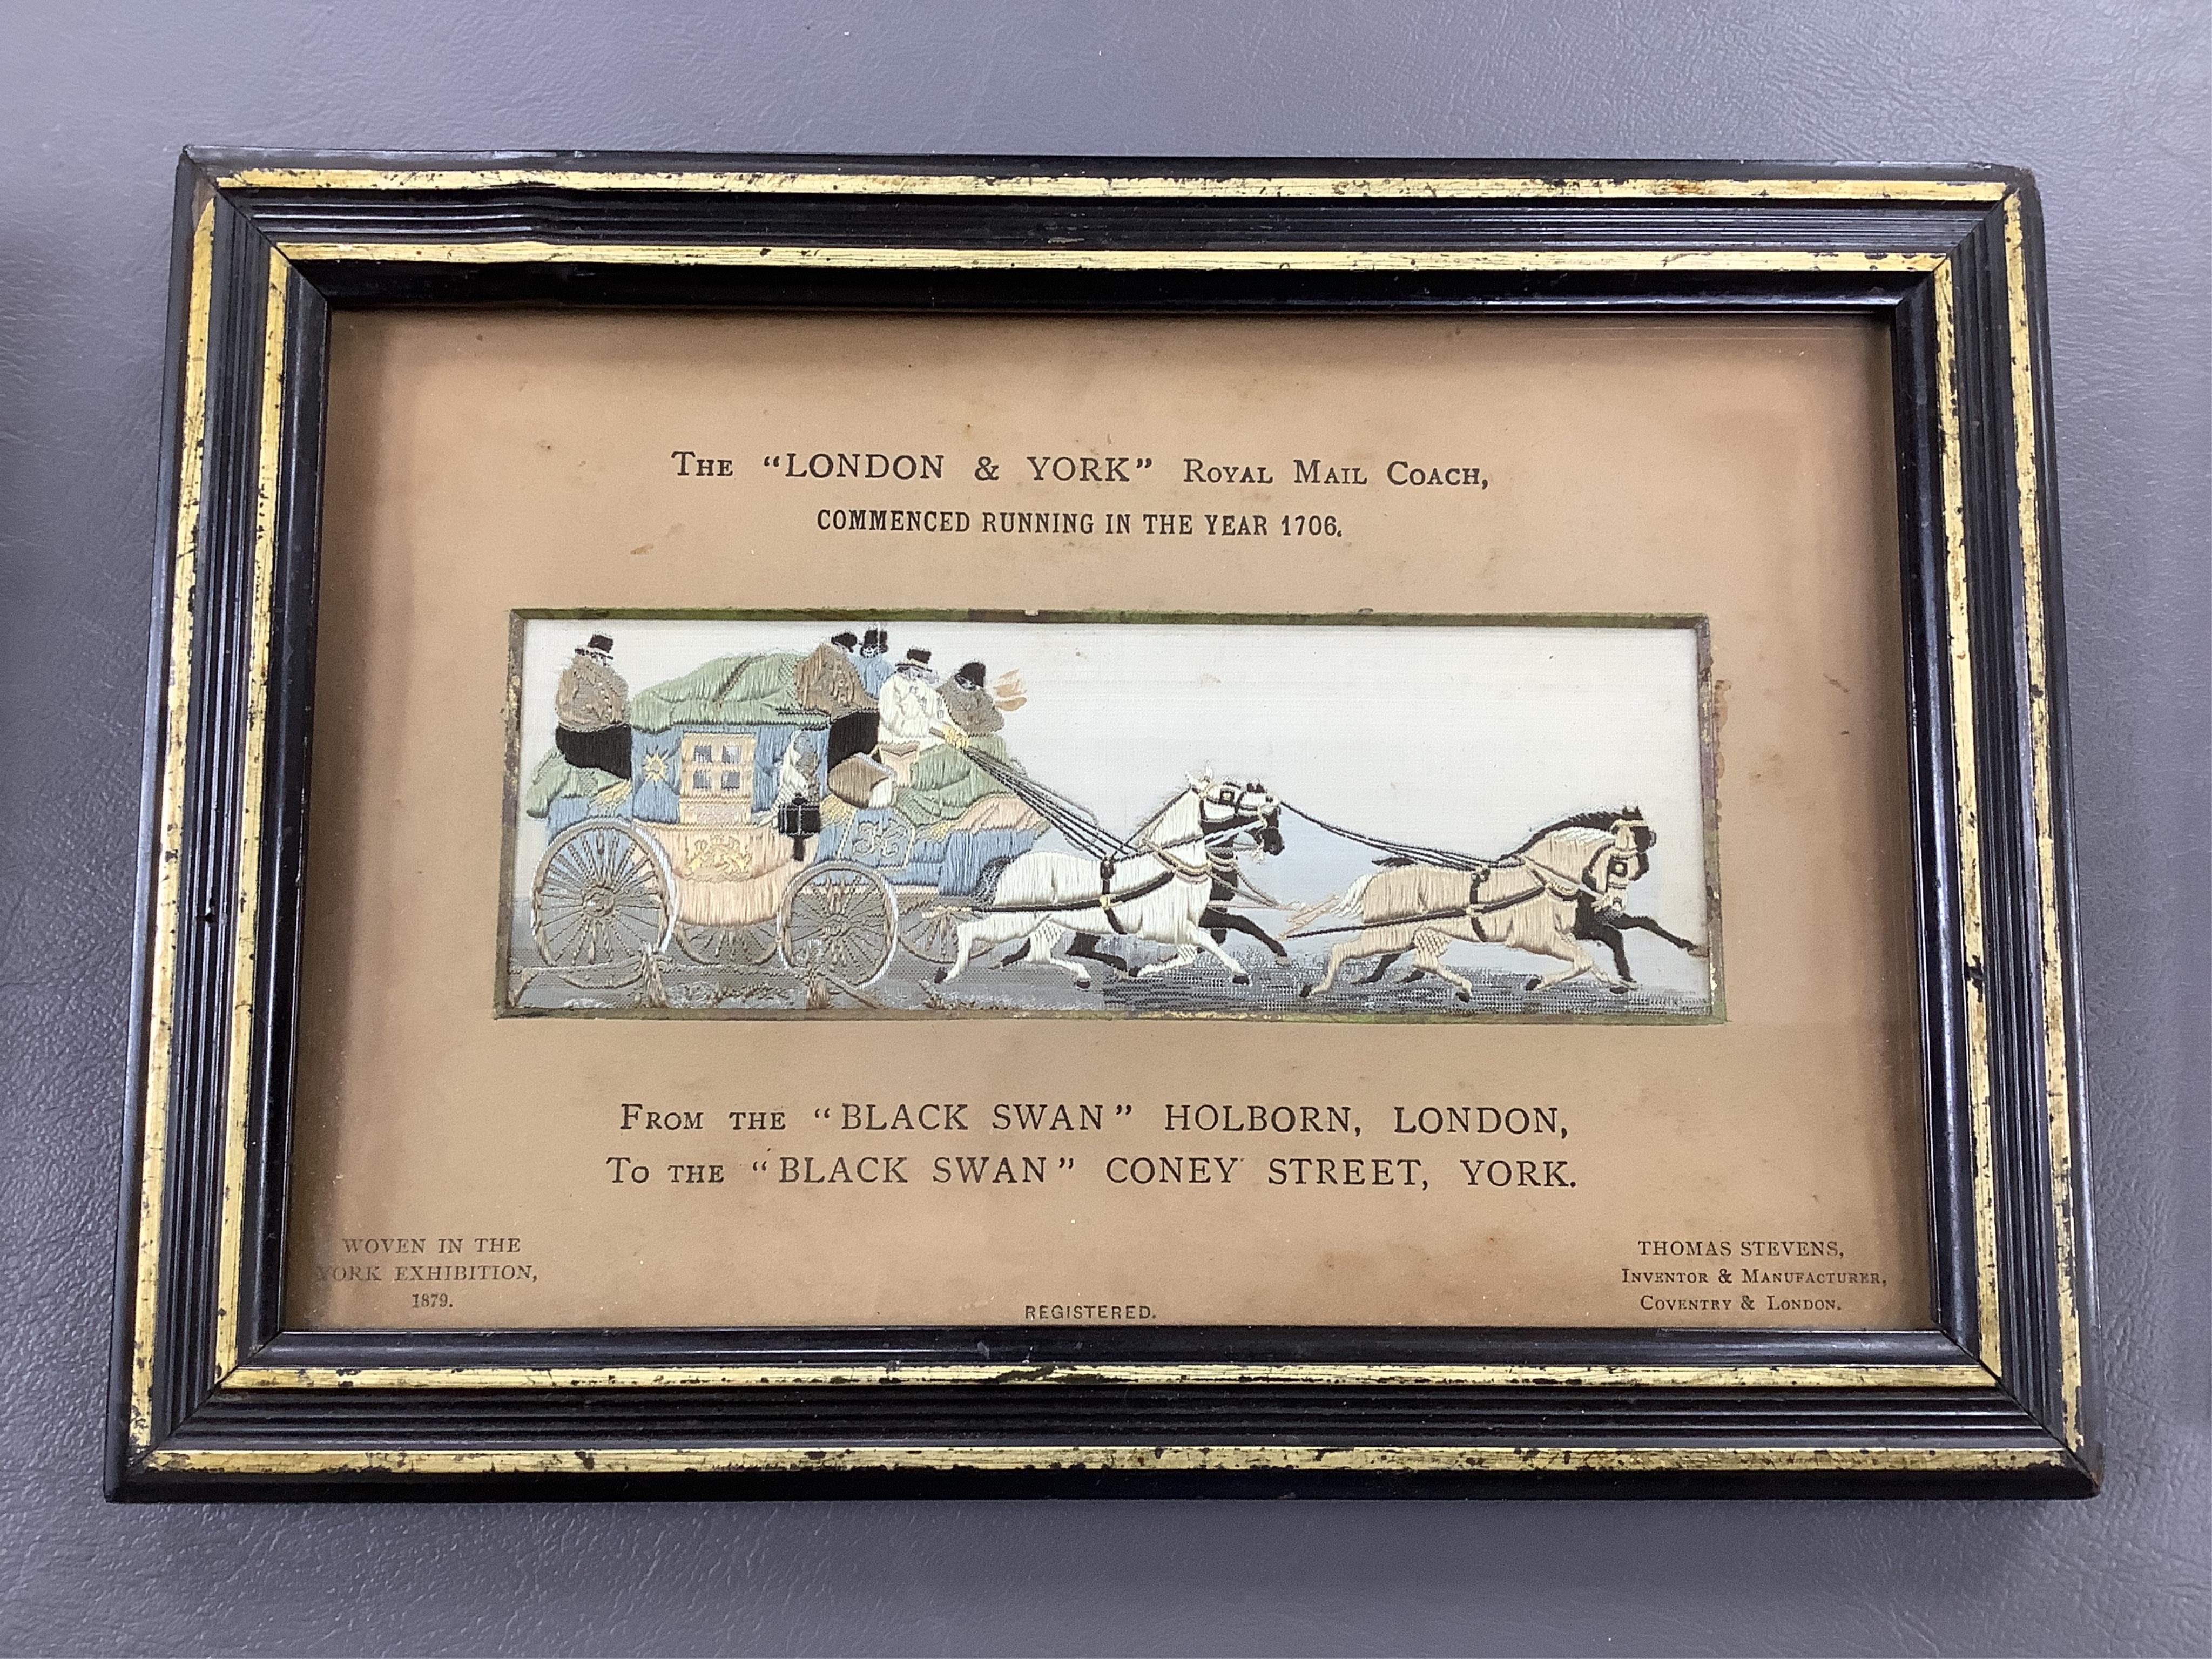 The “LONDON & YORK” Royal Mail Coach,
COMMENCED RUNNING IN THE YEAR 1706.
From the “BLACK SWAN” HOLBORN, LONDON,
To the “BLACK SWAN” CONEY STREET, YORK.
WOVEN IN THE
YORK EXHIBITION,
1879.
REGISTERED.
THOMAS STEVENS,
Inventor & Manufacturer,
Coventry & London.